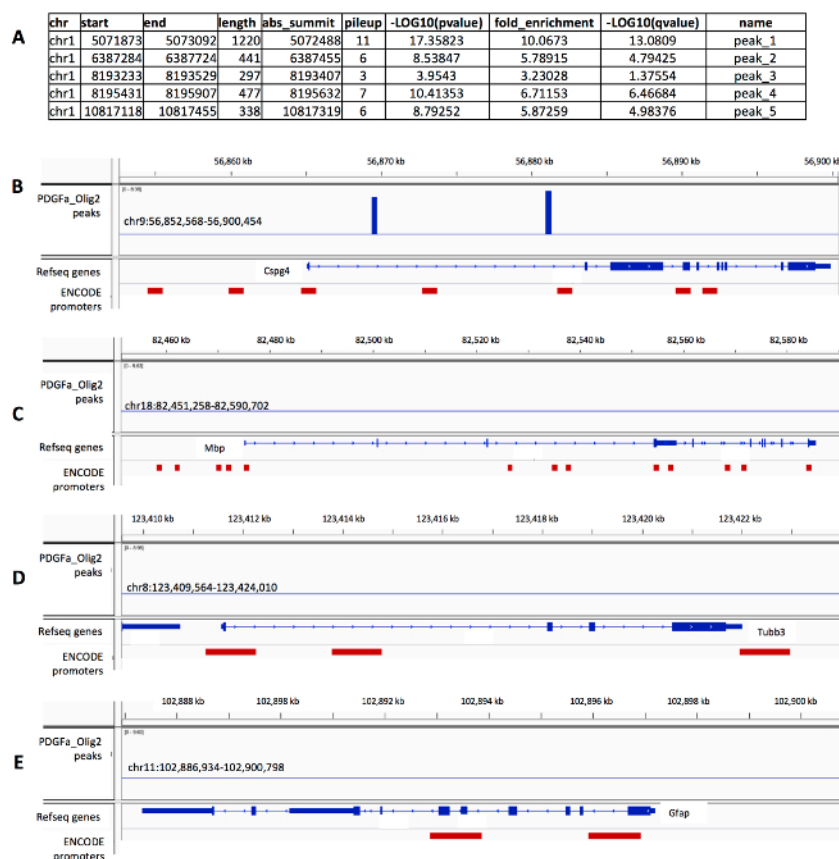 A
chr start end length abs_summit pileup -LOG10(pvalue) fold_enrichment -LOG10(qvalue) name
chr1 5071873 5073092 1220 5072488 11 17.35823 10.0673 13.0809 peak_1
chr1 6387284 6387724 441 6387455 6 8.53847 5.78915 4.79425 peak_2
chr1 8193233 8193529 297 8193407 3 3.9543 3.23028 1.37554 peak_3
chr1 8195431 8195907 477 8195632 7 10.41353 6.71153 6.46684 peak_4
chr1 10817118 10817455 338 10817319 6 8.79252 5.87259 4.98376 peak_5
B
56,860 kb 56,870 kb 56,880 kb 56,890 kb 56,900 kb
PDGFa_Olig2
peaks
chr9:56,852,568-56,900,454
Refseq genes
Cspg4
ENCODE
promoters
C
82,460 kb 82,480 kb 82,500 kb 82,520 kb 82,540 kb 82,560 kb 82,580 kb
PDGFa_Olig2
peaks
chr18:82,451,258-82,590,702
Refseq genes
Mbp
ENCODE
promoters
D
123,410 kb 123,412 kb 123,414 kb 123,416 kb 123,418 kb 123,420 kb 123,422 kb
PDGFa_Olig2
peaks
chr8:123,409,564-123,424,010
Refseq genes
Tubb3
ENCODE
promoters
E
102,888 kb 102,898 kb 102,892 kb 102,894 kb 102,896 kb 102,898 kb 102,900 kb
PDGFa_Olig2
peaks
chr11:102,886,934-102,900,798
Refseq genes
Gfap
ENCODE
promoters